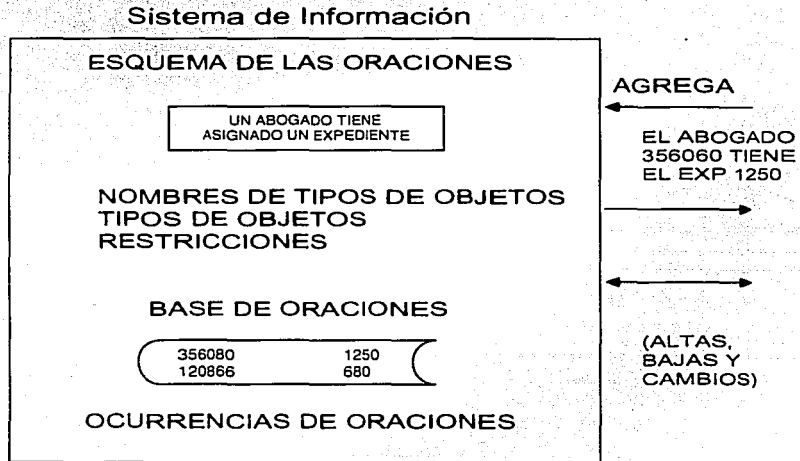 Sistema de Información
ESQUEMA DE LAS ORACIONES
UN ABOGADO TIENE
ASIGNADO UN EXPEDIENTE
NOMBRES DE TIPOS DE OBJETOS
TIPOS DE OBJETOS
RESTRICCIONES
BASE DE ORACIONES
356080 1250
120866 680
OCURRENCIAS DE ORACIONES
AGREGA
EL ABOGADO
356060 TIENE
EL EXP 1250
(ALTAS,
BAJAS Y
CAMBIOS)